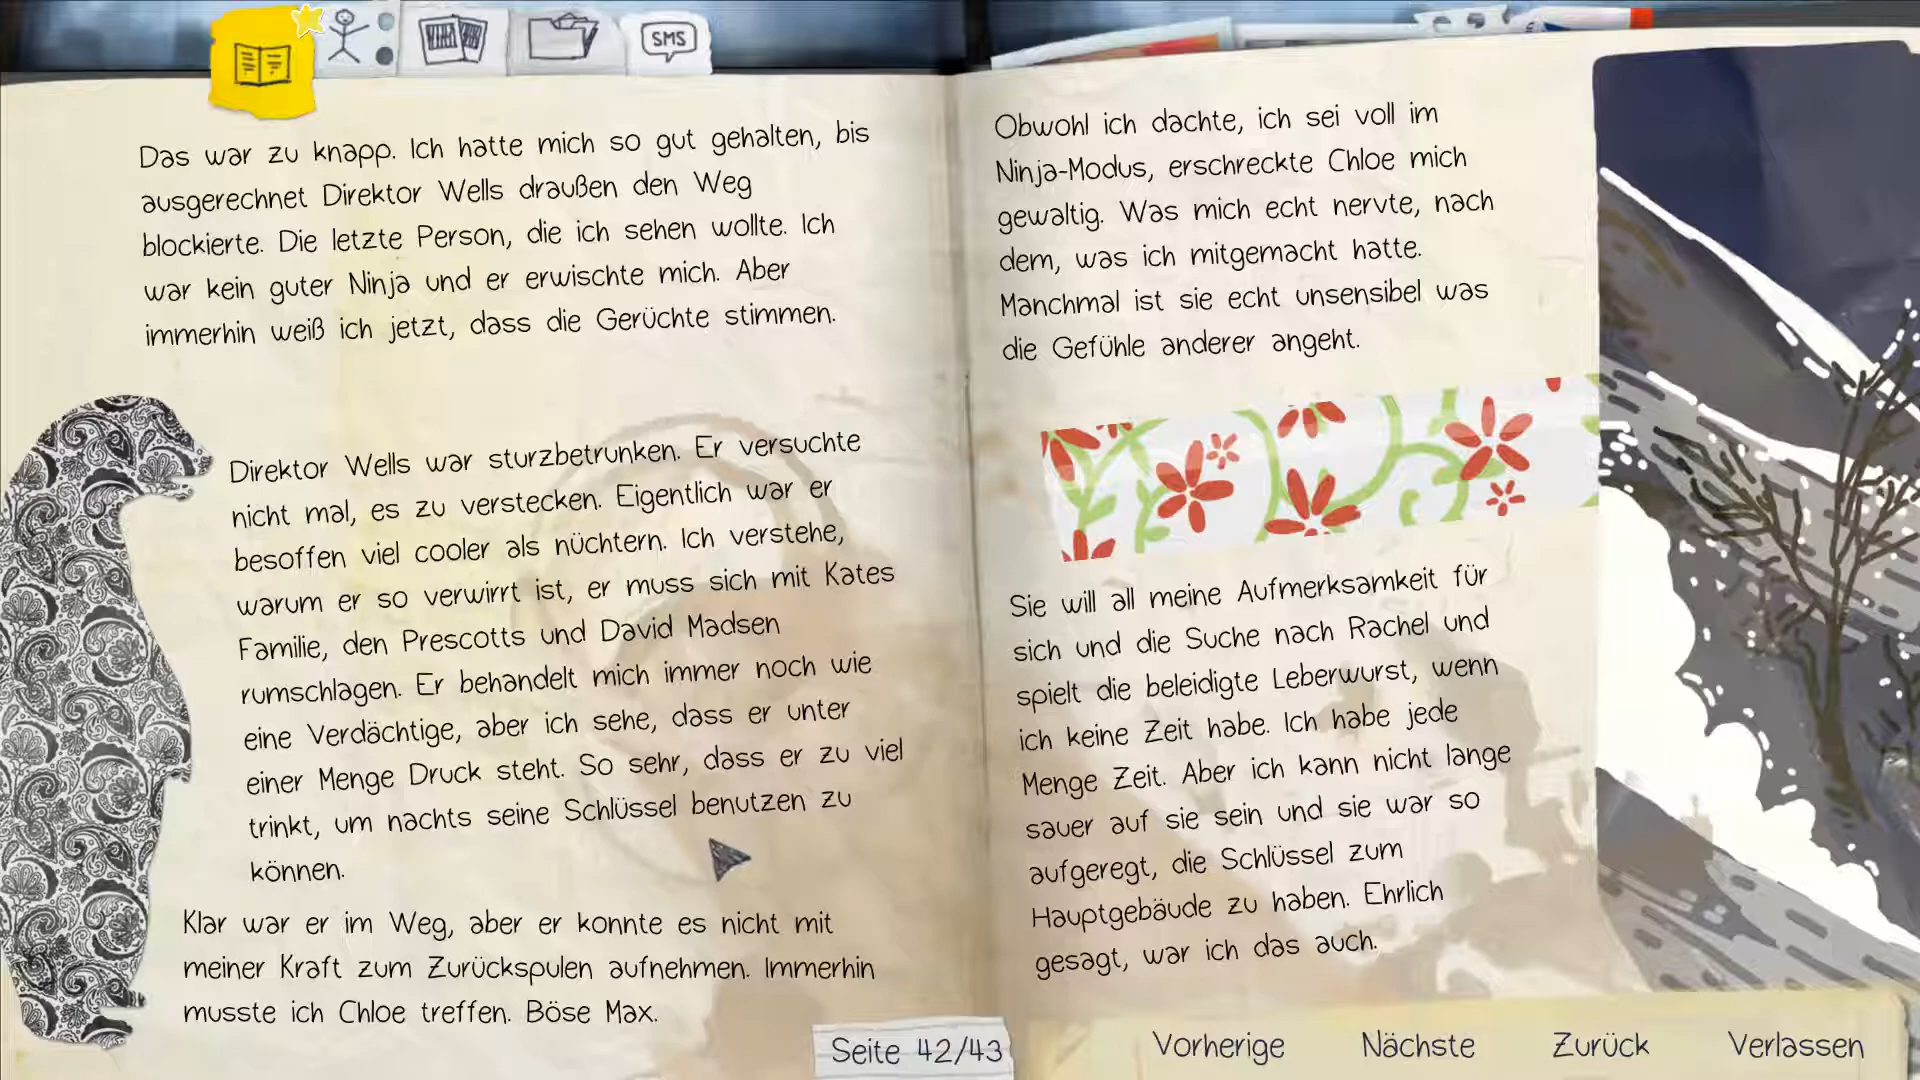 SMS
Das war zu knapp. Ich hatte mich so gut gehalten, bis
ausgerechnet Direktor Wells draußen den Weg
blockierte. Die letzte Person, die ich sehen wollte. Ich
war kein guter Ninja und er erwischte mich. Aber
immerhin weiß ich jetzt, dass die Gerüchte stimmen.
Direktor Wells war sturzbetrunken. Er versuchte
nicht mal, es zu verstecken. Eigentlich war er
besoffen viel cooler als nüchtern. Ich verstehe,
warum er so verwirrt ist, er muss sich mit Kates
Familie, den Prescotts und David Madsen
rumschlagen. Er behandelt mich immer noch wie
eine Verdächtige, aber ich sehe, dass er unter
einer Menge Druck steht. So sehr, dass er zu viel
trinkt, um nachts seine Schlüssel benutzen zu
können.
Klar war er im Weg, aber er konnte es nicht mit
meiner Kraft zum Zurückspulen aufnehmen. Immerhin
musste ich Chloe treffen. Böse Max.
Obwohl ich dachte, ich sei voll im
Ninja-Modus, erschreckte Chloe mich
gewaltig. Was mich echt nervte, nach
dem, was ich mitgemacht hatte.
Manchmal ist sie echt unsensibel was
die Gefühle anderer angeht.
Sie will all meine Aufmerksamkeit für
sich und die Suche nach Rachel und
spielt die beleidigte Leberwurst, wenn
ich keine Zeit habe. Ich habe jede
Menge Zeit. Aber ich kann nicht lange
sauer auf sie sein und sie war so
aufgeregt, die Schlüssel zum
Hauptgebäude zu haben. Ehrlich
gesagt, war ich das auch.
Seite 42/43
Vorherige
Nächste
Zurück
Verlassen